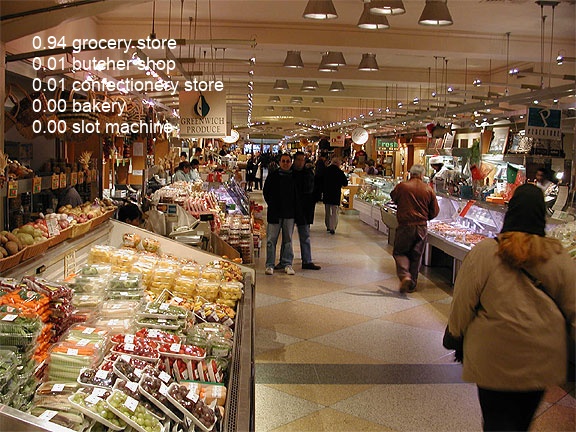 0.94 grocery store
0.01 butcher shop
0.01 confectionery store
0.00 bakery
0.00 slot machine
GREENWICH
PRODUCE